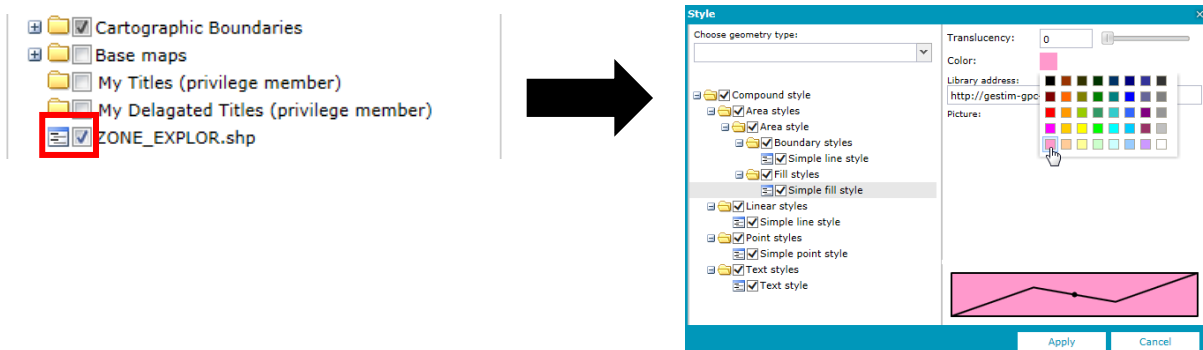 Cartographic Boundaries
Base maps
My Titles (privilege member)
My Delagated Titles (privilege member)
ZONE_EXPLOR.shp
Style
Choose geometry type:
Compound style
Area styles
Area style
Boundary styles
Simple line style
Fill styles
Simple fill style
Linear styles
Simple line style
Point styles
Simple point style
Text styles
Text style
Translucency:
0
Color:
Library address:
http://gestim-gpc
Picture:
Apply
Cancel